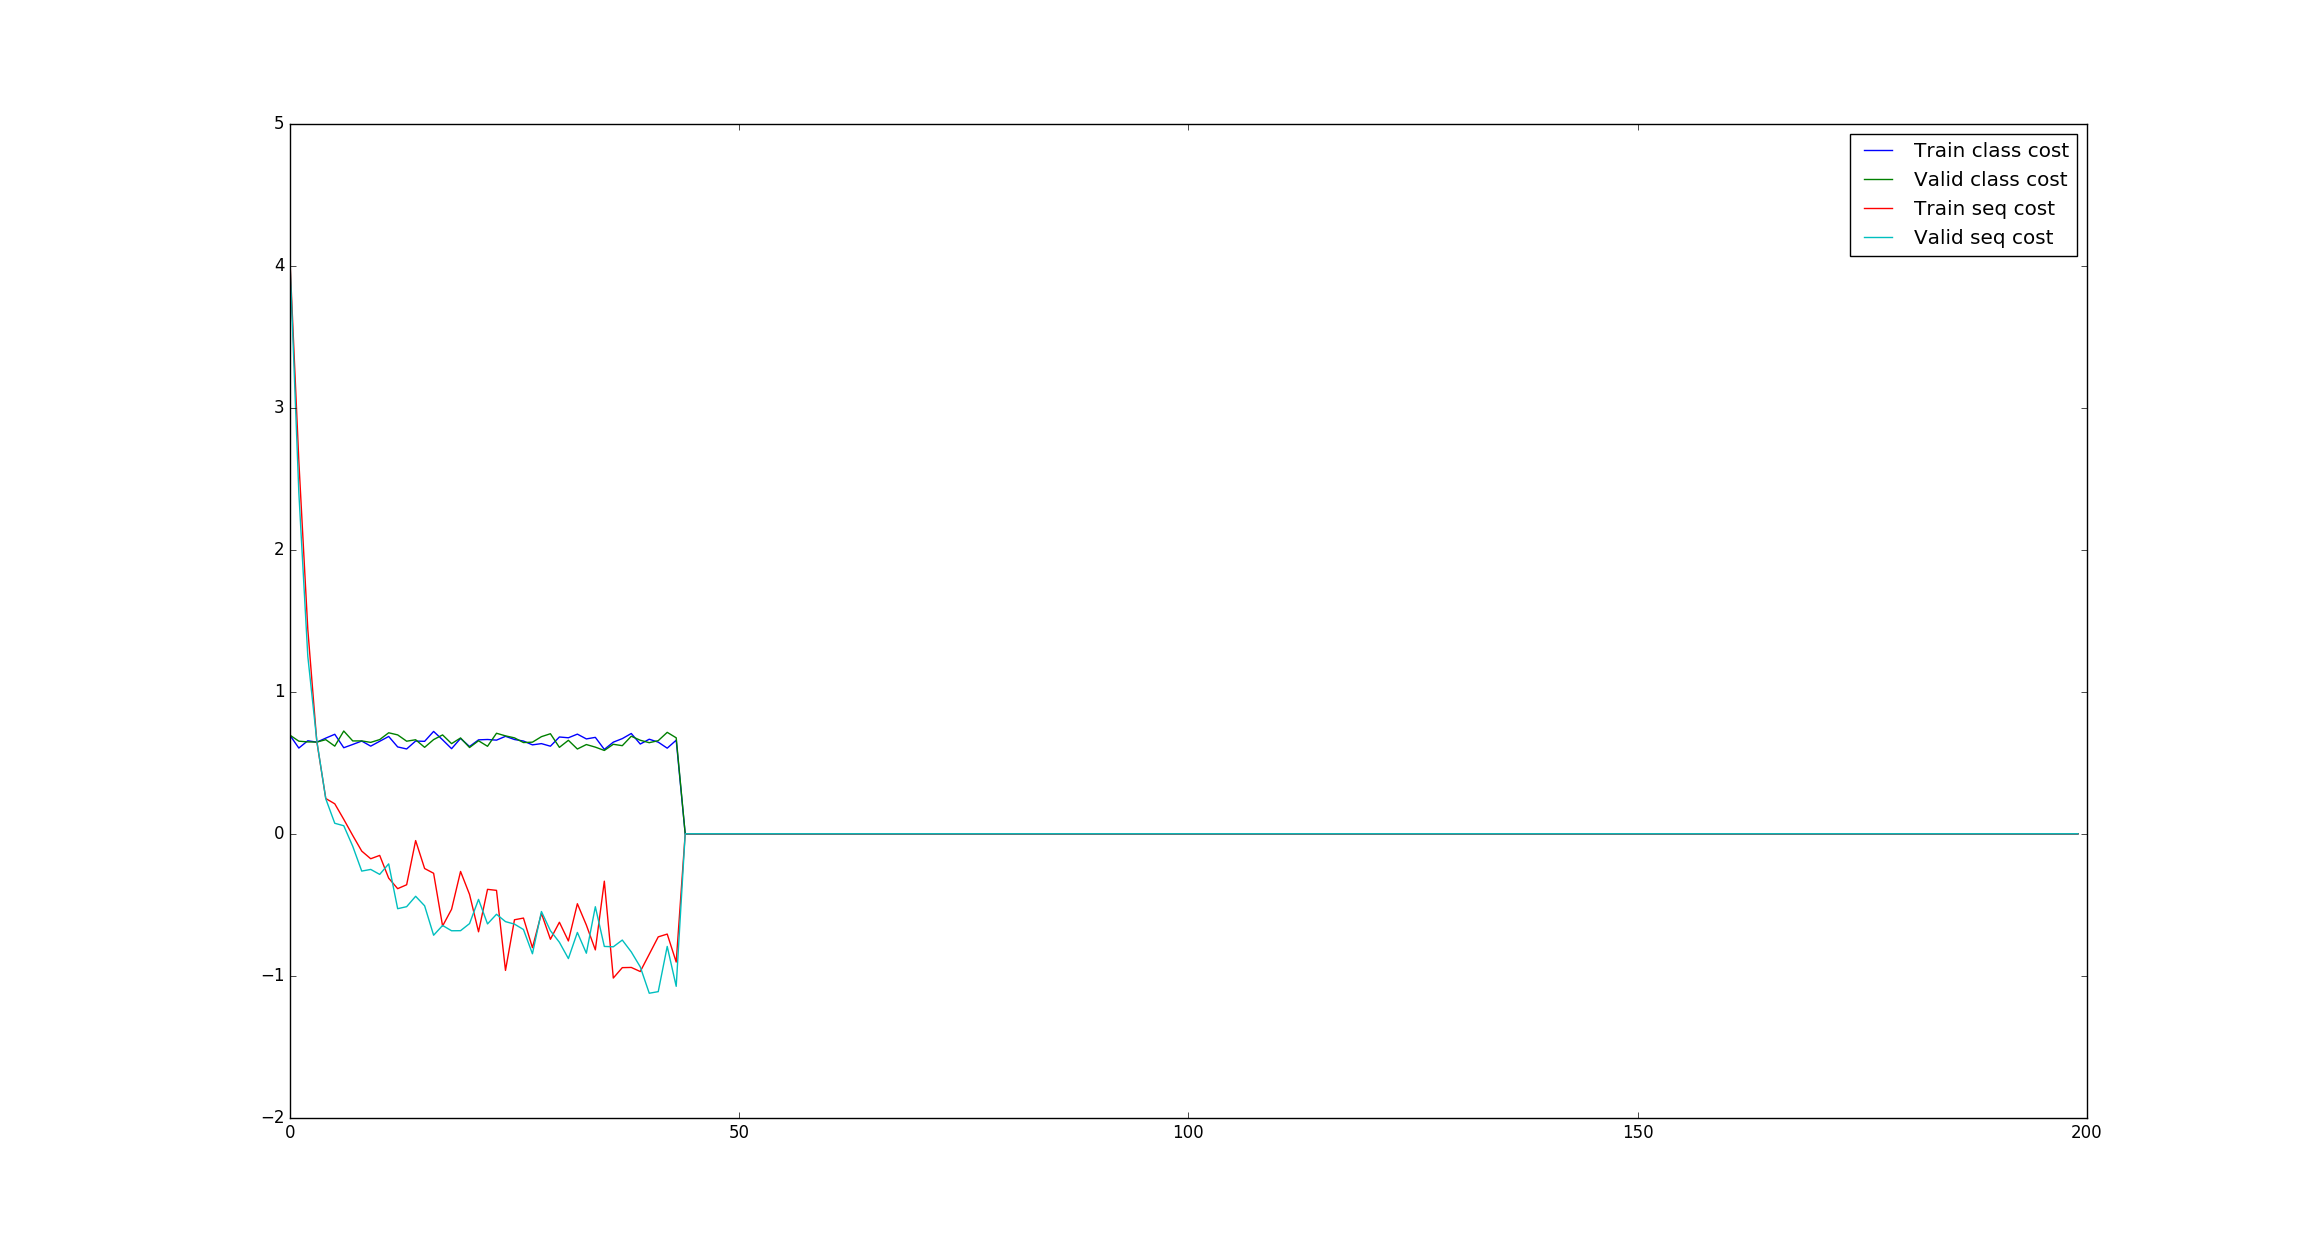 5
4
3
2
1
0
−1
−2
0 50 100 150 200
Train class cost
Valid class cost
Train seq cost
Valid seq cost